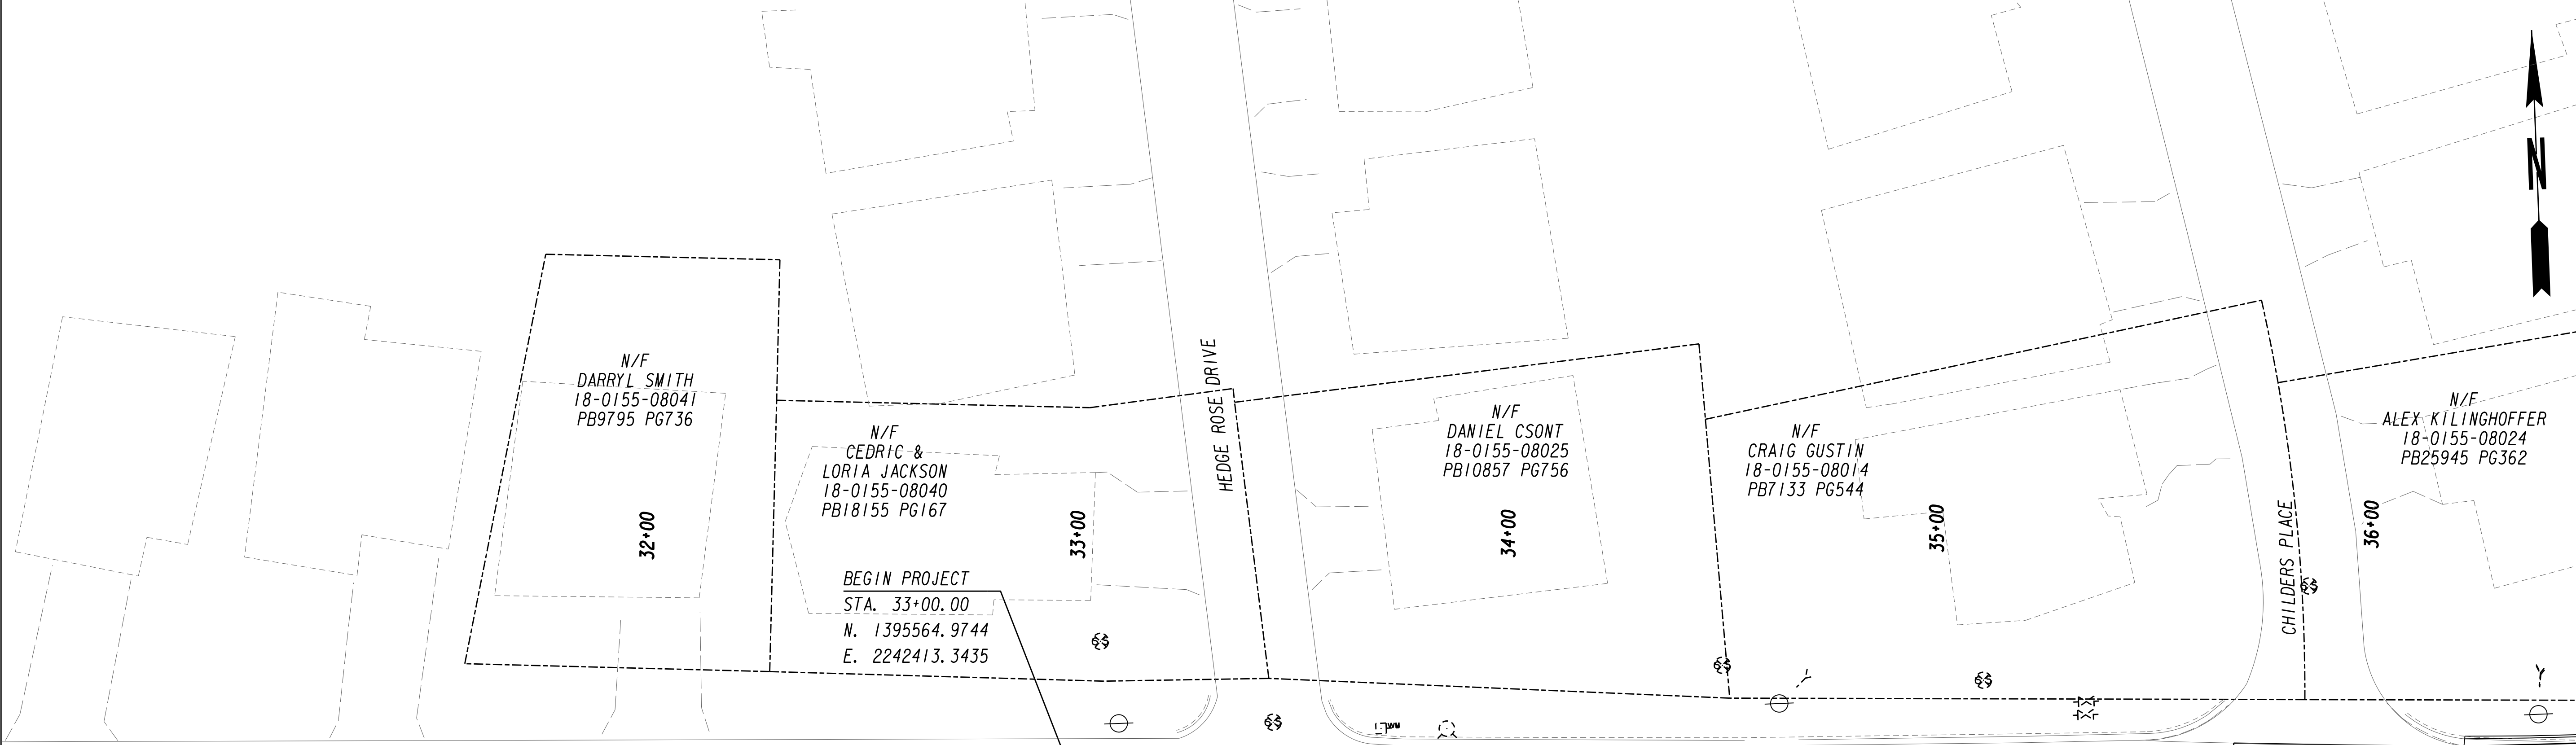 N/F
DARRYL SMITH
18-0155-08041
PB9795 PG736
32+00
N/F
CEDRIC &
LORIA JACKSON
18-0155-08040
PB18155 PG167
BEGIN PROJECT
STA. 33+00.00
N. 1395564.9744
E. 2242413.3435
33+00
HEDGE ROSE DRIVE
N/F
DANIEL CSONT
18-0155-08025
PB10857 PG756
34+00
N/F
CRAIG GUSTIN
18-0155-08014
PB7133 PG544
35+00
CHILDERS PLACE
N/F
ALEX KILINGHOFFER
18-0155-08024
PB25945 PG362
36+00
N
WM